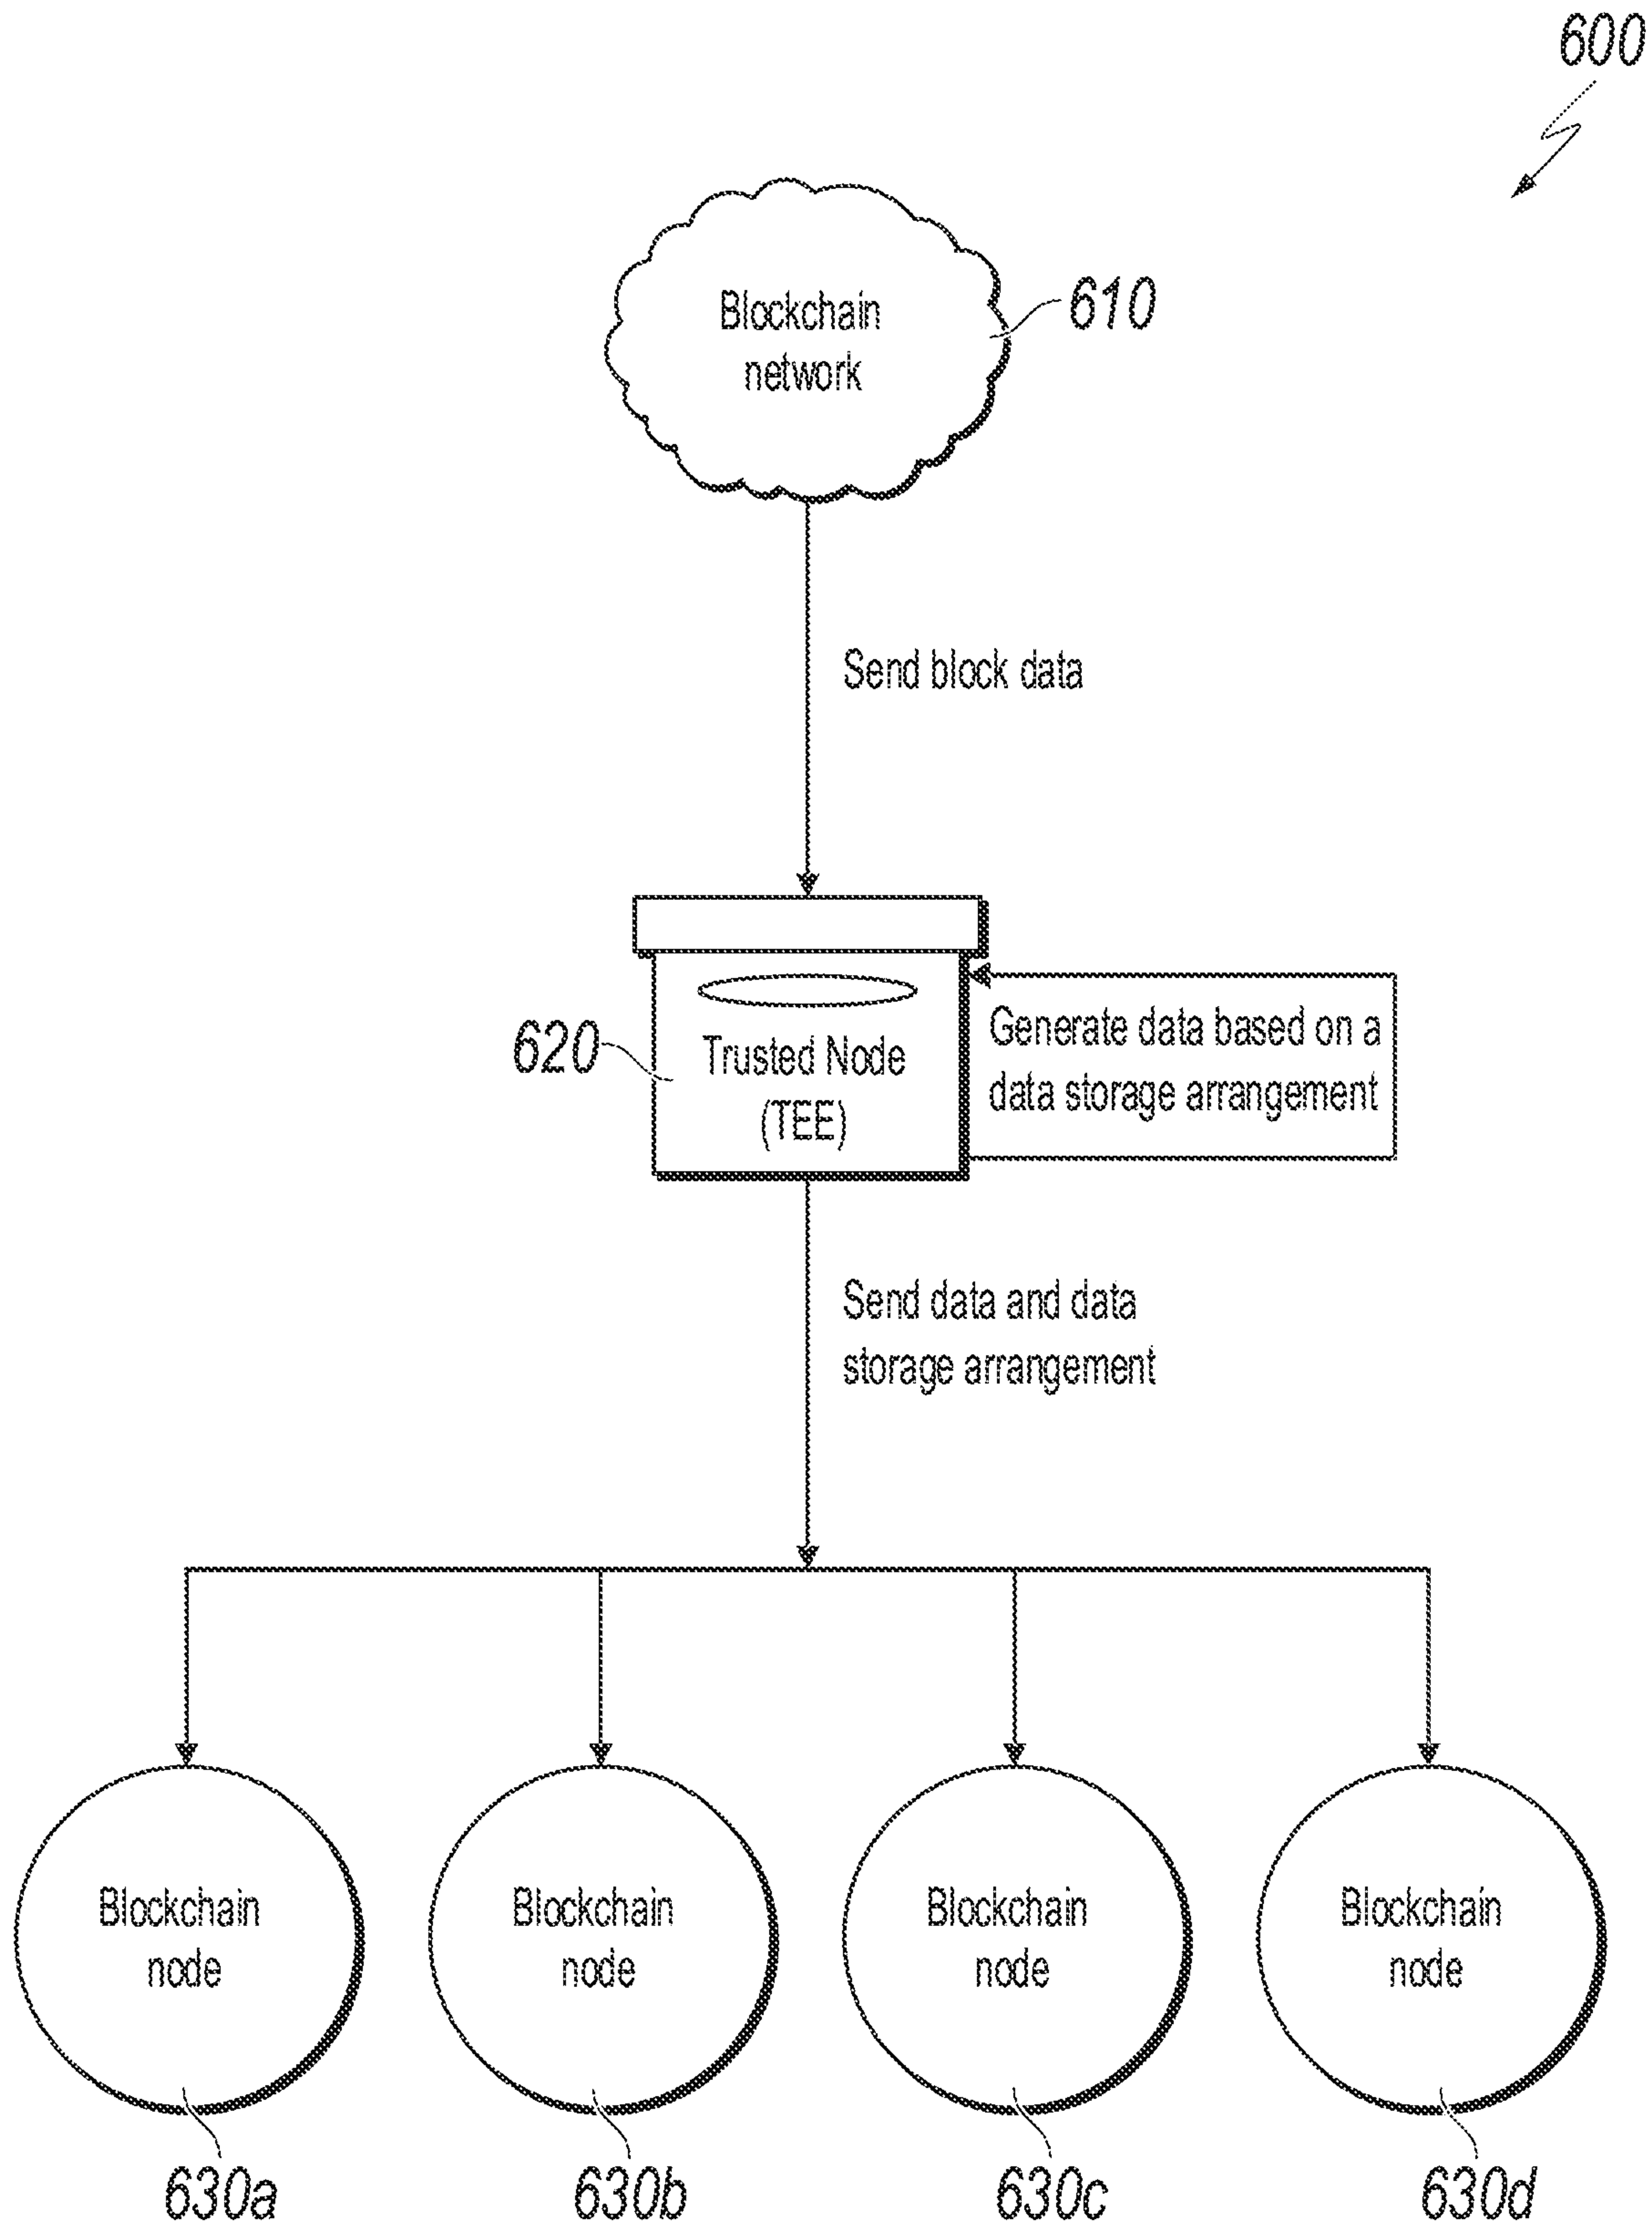 600
Blockchain
network
610
Send block data
620
Trusted Node
(TEE)
Generate data based on a
data storage arrangement
Send data and data
storage arrangement
Blockchain
node
Blockchain
node
Blockchain
node
Blockchain
node
630a
630b
630c
630d